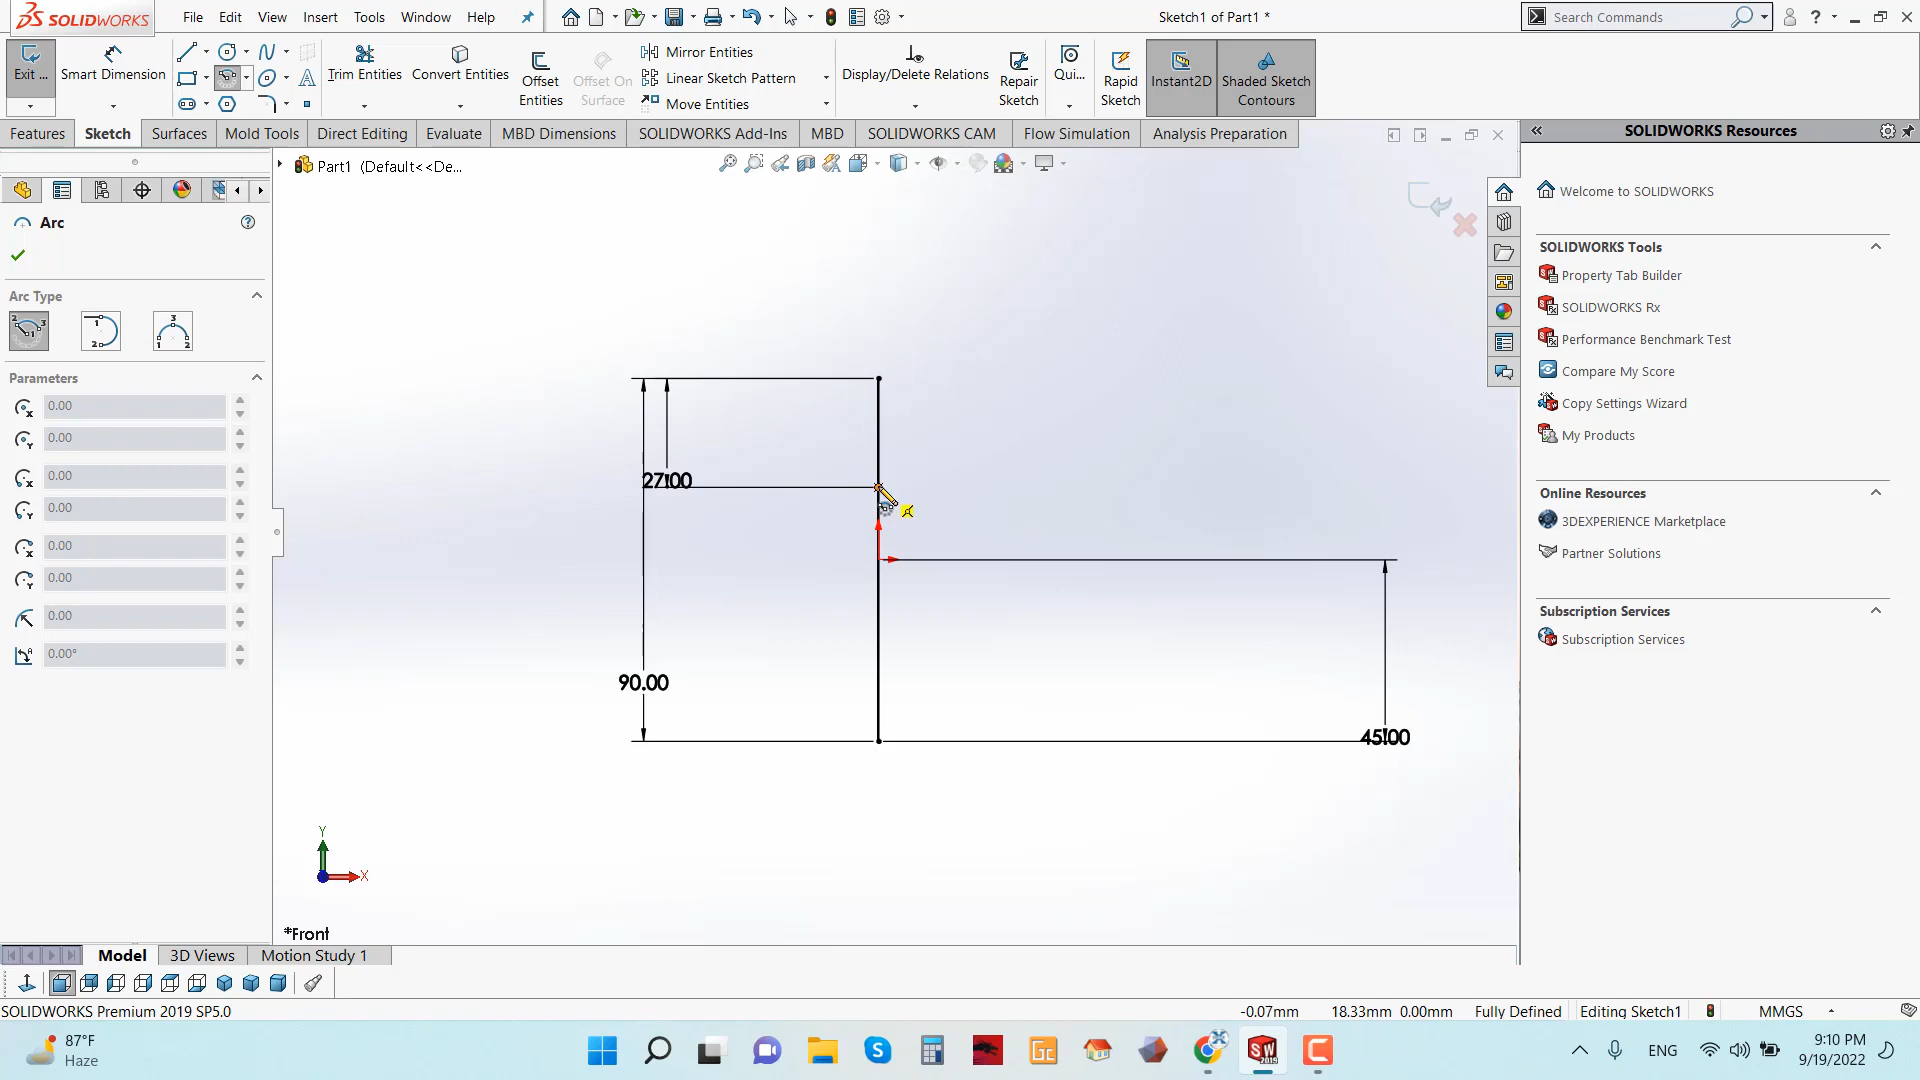 SOLIDWORKS
File Edit View Insert Tools Window Help
Sketch1 of Part1 *
Search Commands
Exit ...
Smart Dimension
Trim Entities
Convert Entities
Offset Entities
Offset On Surface
Mirror Entities
Linear Sketch Pattern
Move Entities
Display/Delete Relations
Repair Sketch
Qui...
Rapid Sketch
Instant2D
Shaded Sketch Contours
Features Sketch Surfaces Mold Tools Direct Editing Evaluate MBD Dimensions SOLIDWORKS Add-Ins MBD SOLIDWORKS CAM Flow Simulation Analysis Preparation
SOLIDWORKS Resources
Part1 (Default<<De...
Arc
Arc Type
Parameters
0.00
0.00
0.00
0.00
0.00
0.00
0.00
0.00°
27.00
90.00
45.00
Y
X
*Front
Welcome to SOLIDWORKS
SOLIDWORKS Tools
Property Tab Builder
SOLIDWORKS Rx
Performance Benchmark Test
Compare My Score
Copy Settings Wizard
My Products
Online Resources
3DEXPERIENCE Marketplace
Partner Solutions
Subscription Services
Subscription Services
Model 3D Views Motion Study 1
SOLIDWORKS Premium 2019 SP5.0
-0.07mm 18.33mm 0.00mm Fully Defined Editing Sketch1 MMGS
87°F
Haze
ENG
9:10 PM
9/19/2022